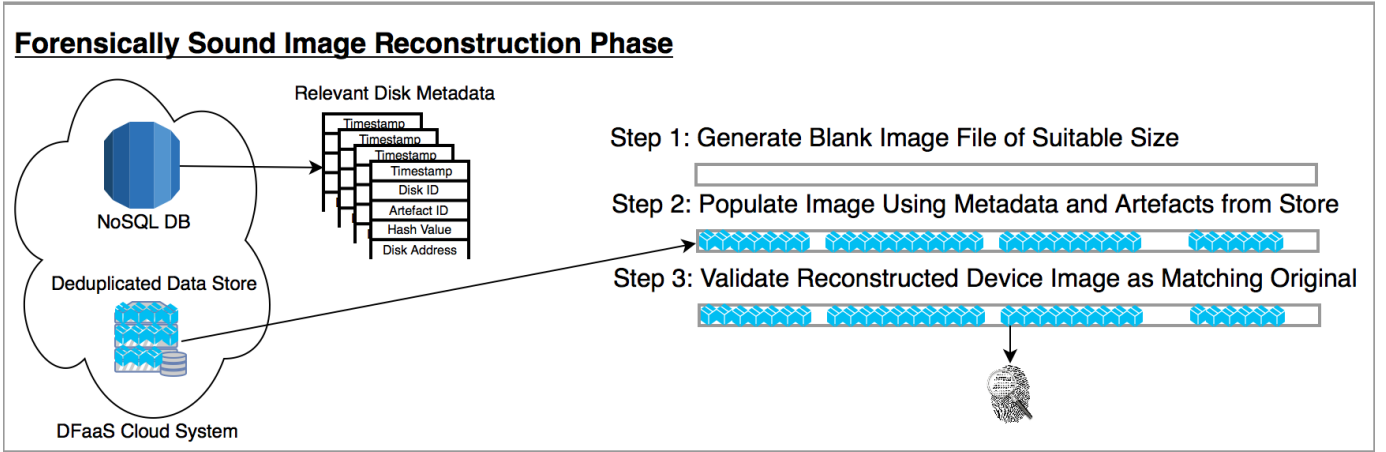 Forensically Sound Image Reconstruction Phase
Relevant Disk Metadata
Timestamp
Timestamp
Timestamp
Timestamp
Disk ID
Artefact ID
Hash Value
Disk Address
NoSQL DB
Deduplicated Data Store
DFaaS Cloud System
Step 1: Generate Blank Image File of Suitable Size
Step 2: Populate Image Using Metadata and Artefacts from Store
Step 3: Validate Reconstructed Device Image as Matching Original